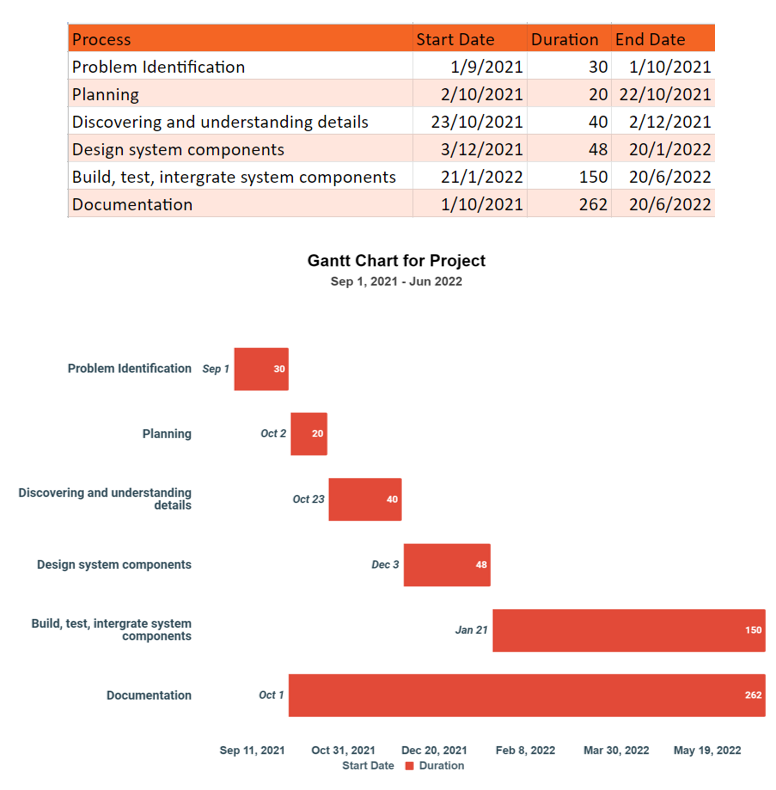 Process Start Date Duration End Date
Problem Identification 1/9/2021 30 1/10/2021
Planning 2/10/2021 20 22/10/2021
Discovering and understanding details 23/10/2021 40 2/12/2021
Design system components 3/12/2021 48 20/1/2022
Build, test, intergrate system components 21/1/2022 150 20/6/2022
Documentation 1/10/2021 262 20/6/2022
Gantt Chart for Project
Sep 1, 2021 - Jun 2022
Problem Identification Sep 1 30
Planning Oct 2 20
Discovering and understanding
details Oct 23 40
Design system components Dec 3 48
Build, test, intergrate system
components Jan 21 150
Documentation Oct 1 262
Sep 11, 2021 Oct 31, 2021 Dec 20, 2021 Feb 8, 2022 Mar 30, 2022 May 19, 2022
Start Date Duration